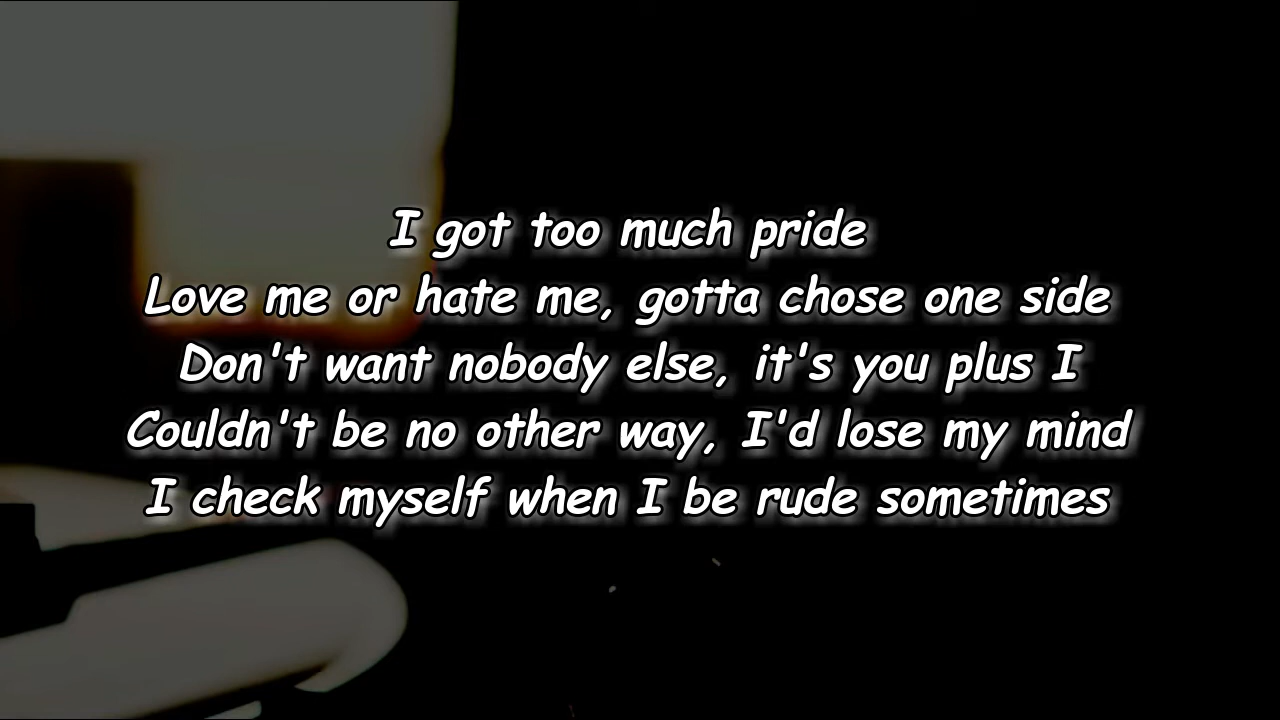 I got too much pride
Love me or hate me, gotta chose one side
Don't want nobody else, it's you plus I
Couldn't be no other way, I'd lose my mind
I check myself when I be rude sometimes